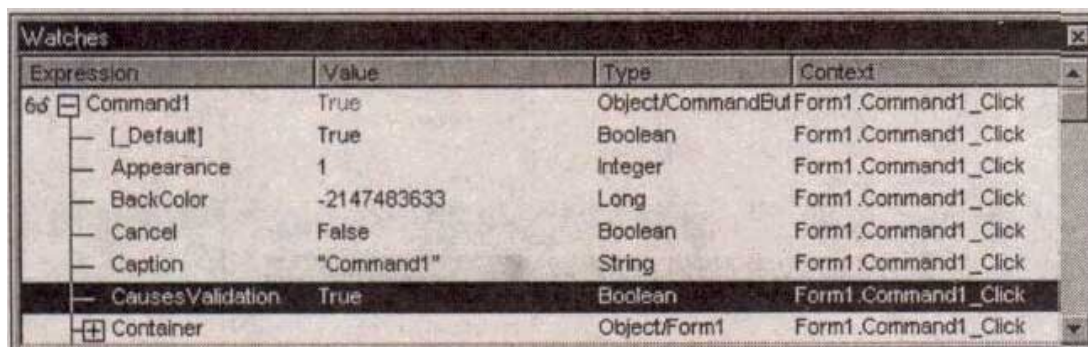 Watches
Expression Value Type Context
Command1 True Object/CommandBut Form1.Command1_Click
[_Default] True Boolean Form1.Command1_Click
Appearance 1 Integer Form1.Command1_Click
BackColor -2147483633 Long Form1.Command1_Click
Cancel False Boolean Form1.Command1_Click
Caption "Command1" String Form1.Command1_Click
CausesValidation True Boolean Form1.Command1_Click
Container Object/Form1 Form1.Command1_Click